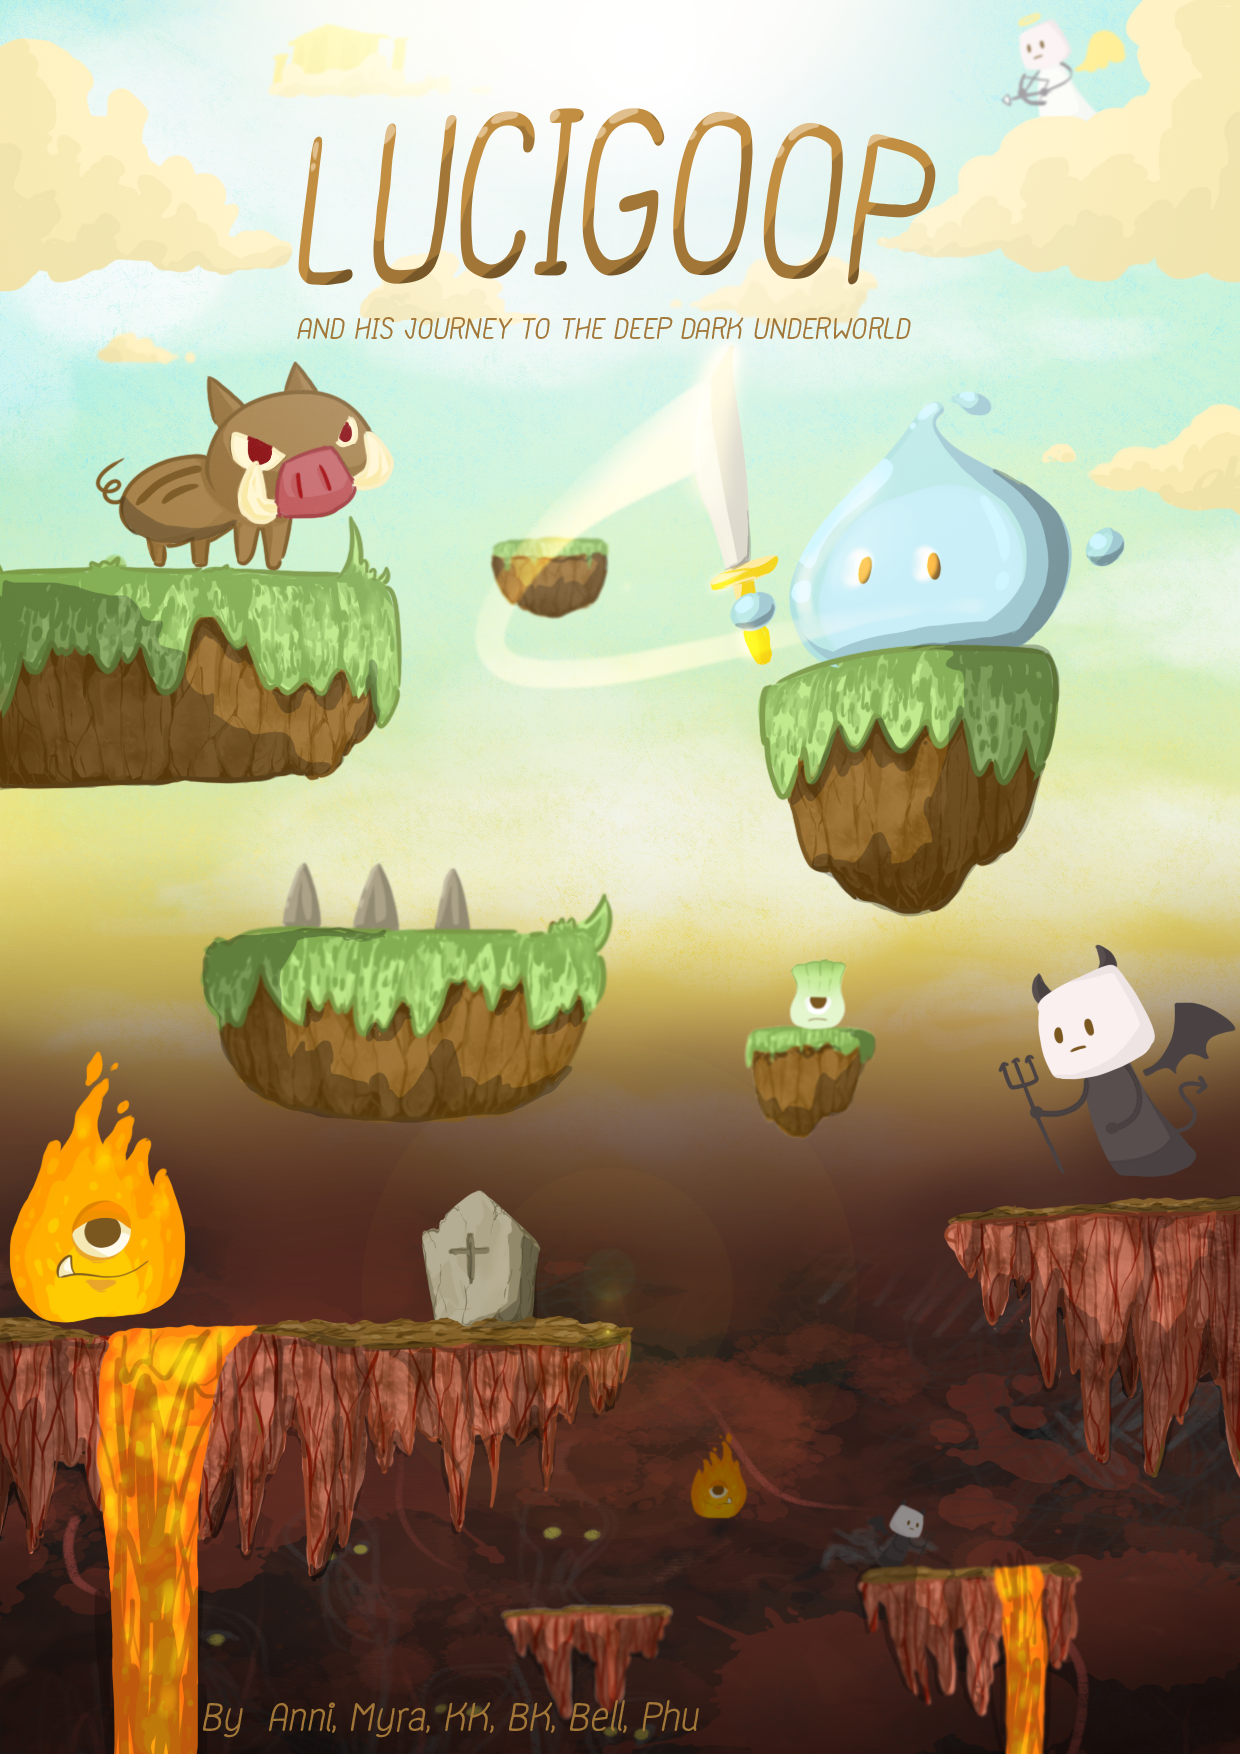 LUCIGOOP
AND HIS JOURNEY TO THE DEEP DARK UNDERWORLD
By Anni, Myra, KK, BK, Bell, Phu